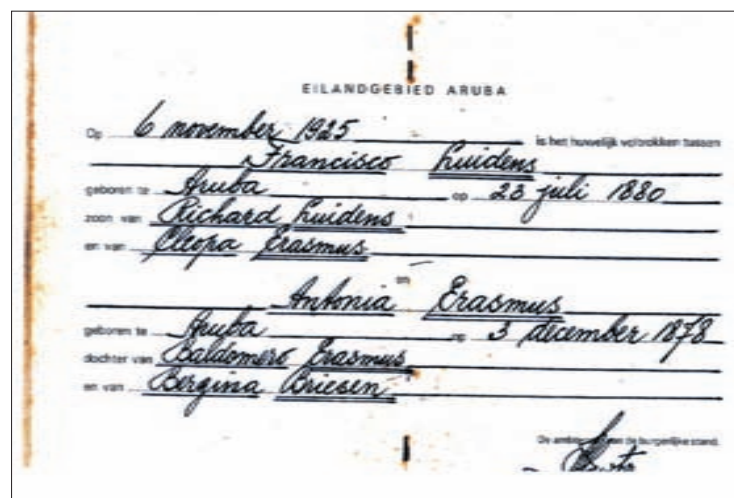 EILANDGEBIED ARUBA
Op 6 november 1925 is het huwelijk voltrokken tussen
Francisco Luidens
geboren te Aruba op 23 juli 1880
zoon van Richard Luidens
en van Cleopa Erasmus
en
Antonia Erasmus
geboren te Aruba op 3 december 1878
dochter van Baldomero Erasmus
en van Bergina Briesen
De van de burgerlijke stand,